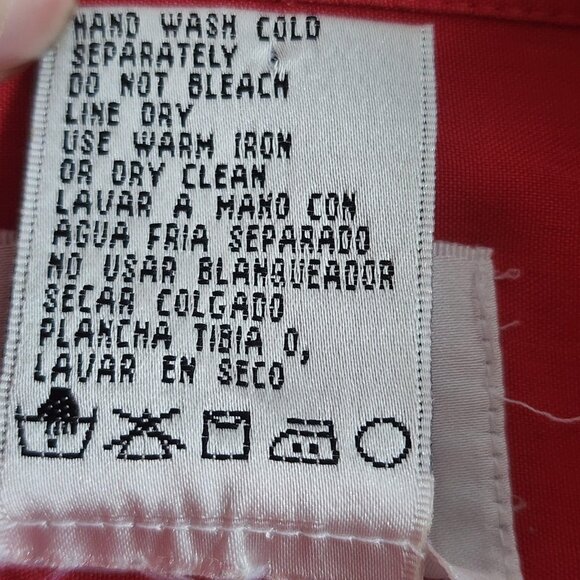 HAND WASH COLD
SEPARATELY
DO NOT BLEACH
LINE DRY
USE WARM IRON
OR DRY CLEAN
LAVAR A MANO CON
AGUA FRIA SEPARADO
NO USAR BLANQUEADOR
SECAR COLGADO
PLANCHA TIBIA O,
LAVAR EN SECO